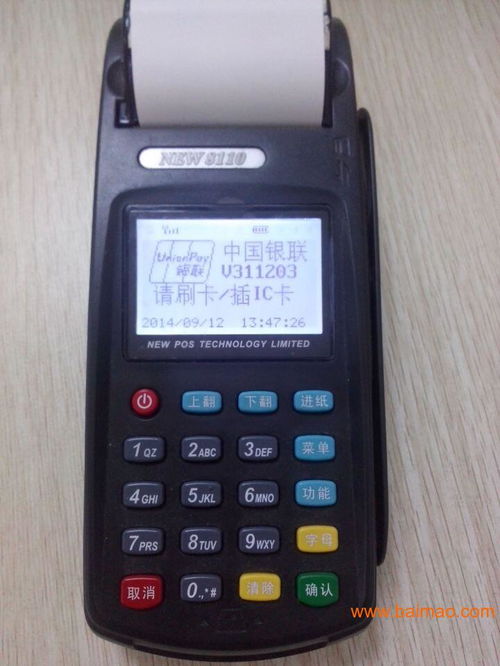 NEW 8110
UnionPay 中国银联
银联 V311203
请刷卡/插IC卡
2014/09/12 13:47:26
NEW POS TECHNOLOGY LIMITED
上翻 下翻 进纸
1QZ 2ABC 3DEF 菜单
4GHI 5JKL 6MNO 功能
7PRS 8TUV 9WXY 字母
取消 0.,*# 清除 确认
www.baimao.com